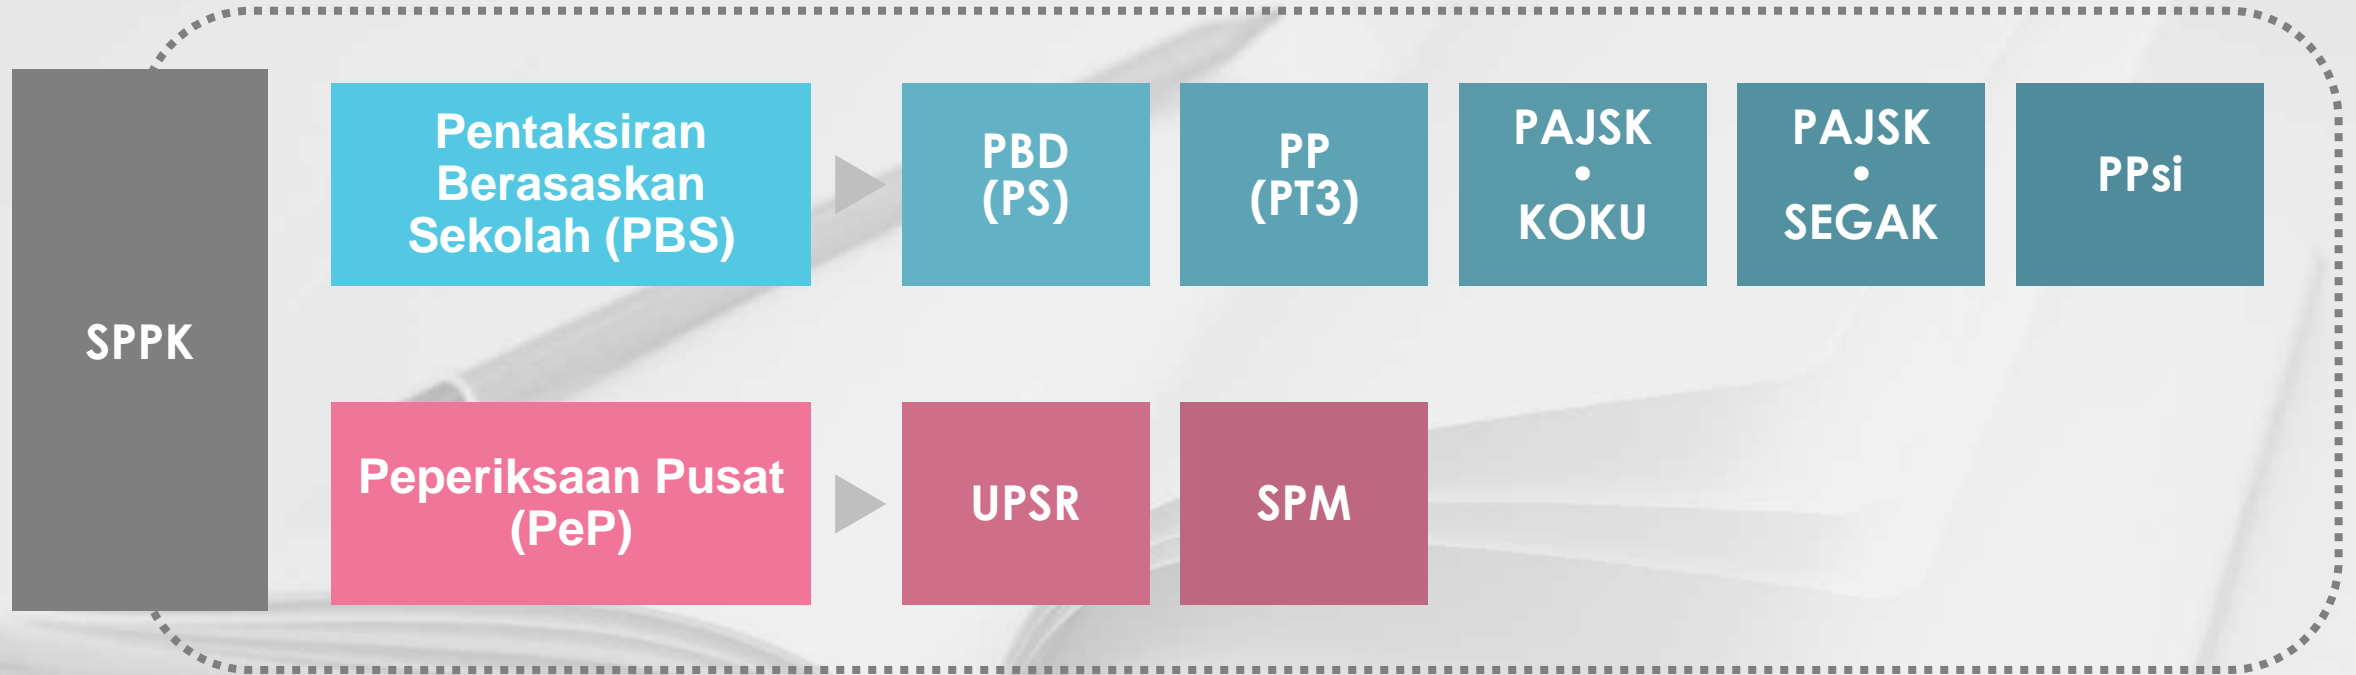 SPPK
Pentaksiran
Berasaskan
Sekolah (PBS)
PBD
(PS)
PP
(PT3)
PAJSK
•
KOKU
PAJSK
•
SEGAK
PPsi
Peperiksaan Pusat
(PeP)
UPSR
SPM